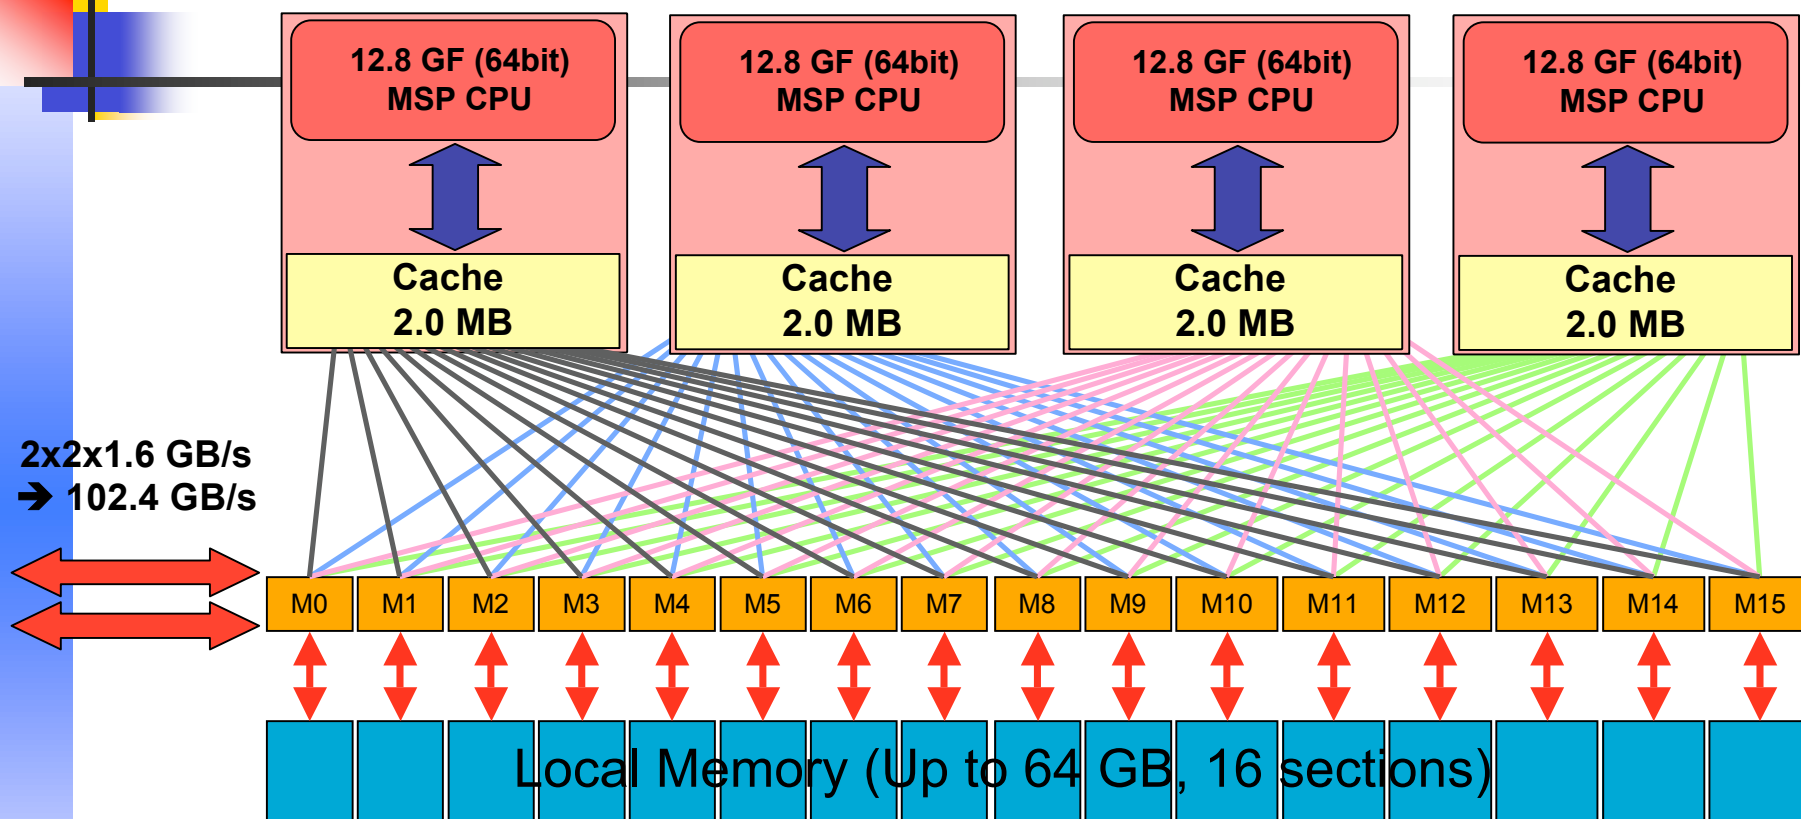 12.8 GF (64bit)
MSP CPU
12.8 GF (64bit)
MSP CPU
12.8 GF (64bit)
MSP CPU
12.8 GF (64bit)
MSP CPU
Cache
2.0 MB
Cache
2.0 MB
Cache
2.0 MB
Cache
2.0 MB
2x2x1.6 GB/s
➔ 102.4 GB/s
M0 M1 M2 M3 M4 M5 M6 M7 M8 M9 M10 M11 M12 M13 M14 M15
Local Memory (Up to 64 GB, 16 sections)